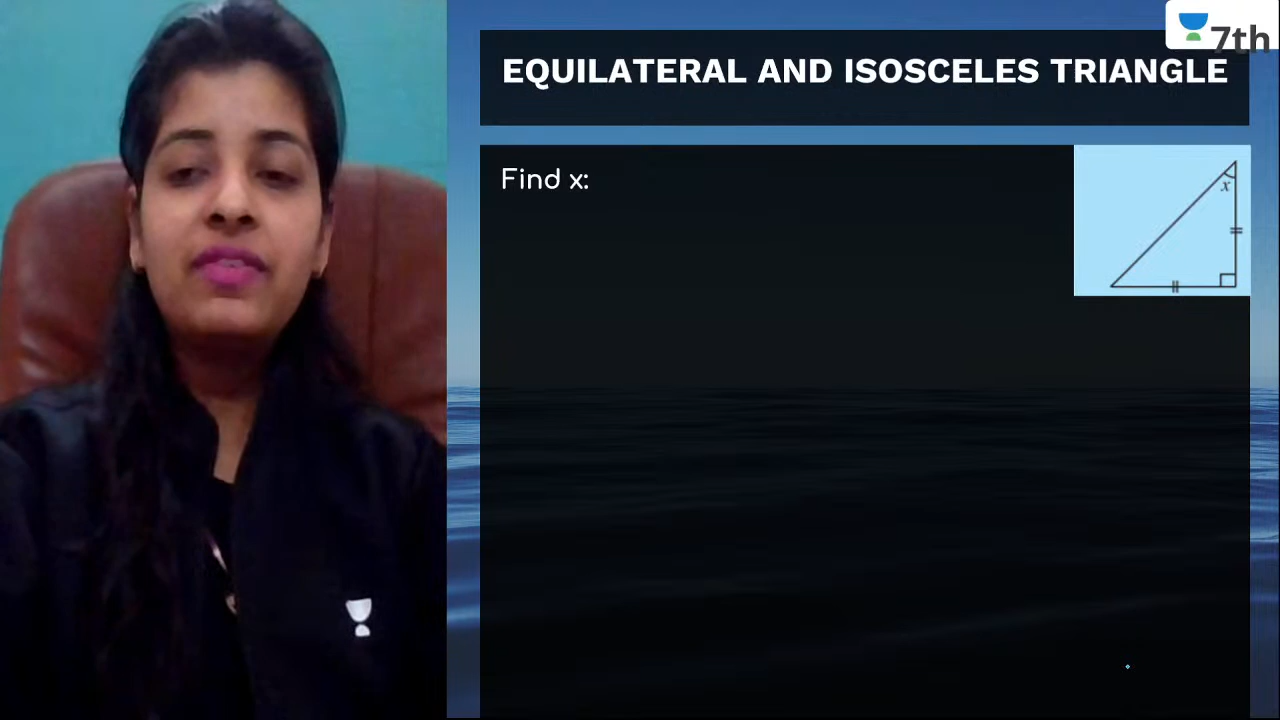 7th
EQUILATERAL AND ISOSCELES TRIANGLE
Find x:
x